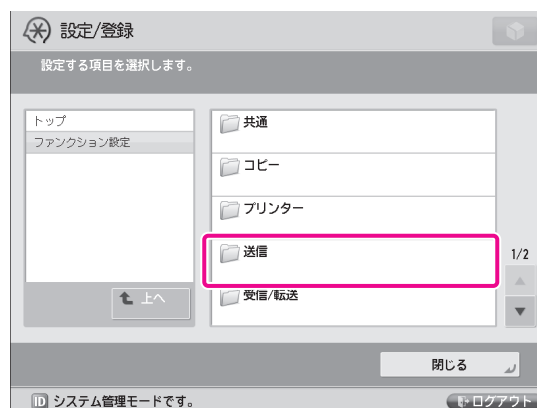 設定/登録
設定する項目を選択します。
トップ
ファンクション設定
共通
コピー
プリンター
送信
受信/転送
1/2
上へ
閉じる
ID システム管理モードです。
ログアウト